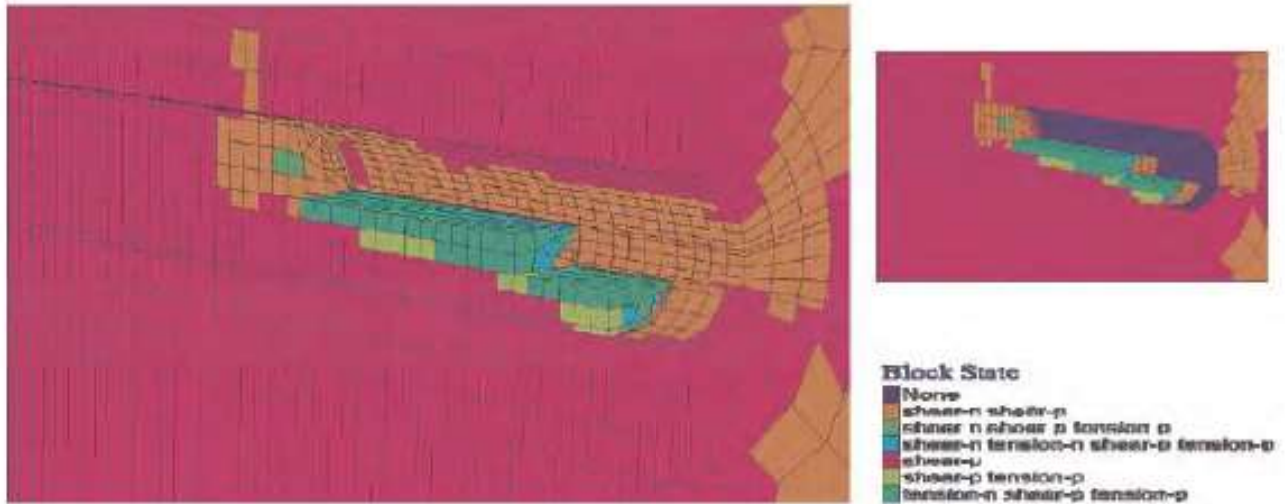 Block State
None
shear-n shear-p
shear-n shear-p tension-p
shear-n tension-n shear-p tension-p
shear-p
shear-p tension-p
tension-n shear-p tension-p